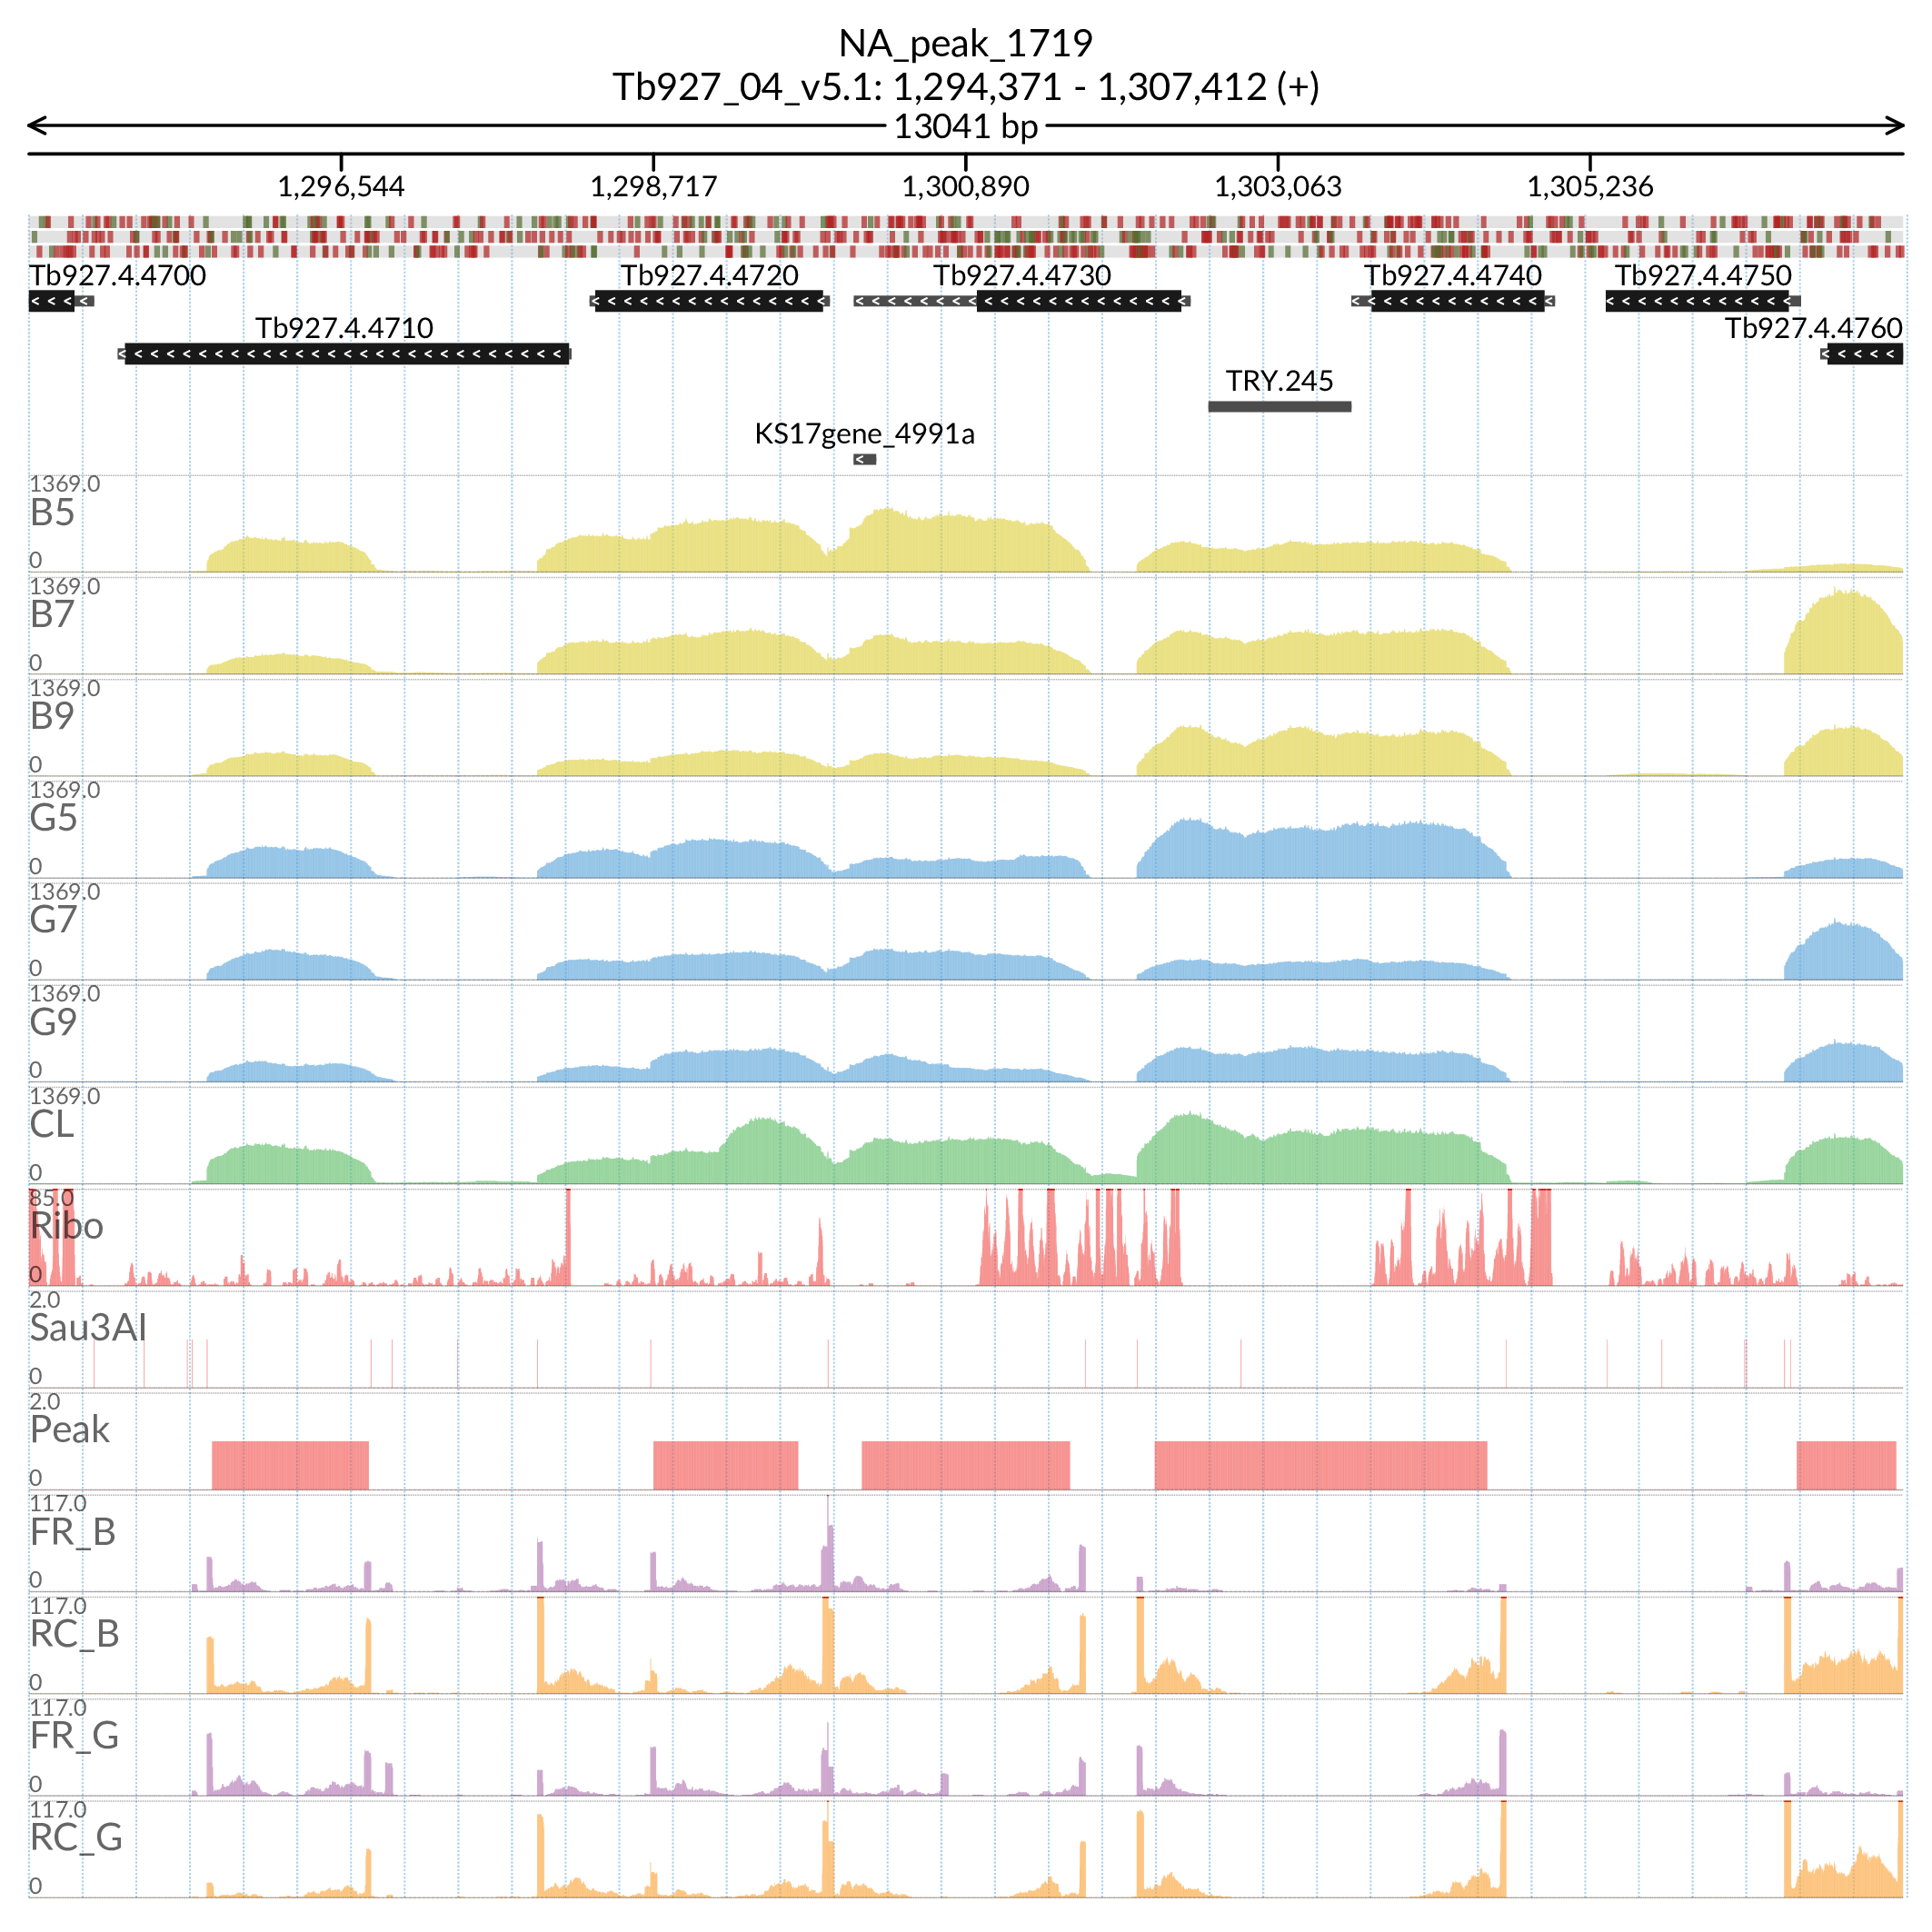 NA_peak_1719
Tb927_04_v5.1: 1,294,371 - 1,307,412 (+)
13041 bp
1,296,544 1,298,717 1,300,890 1,303,063 1,305,236
Tb927.4.4700 Tb927.4.4720 Tb927.4.4730 Tb927.4.4740 Tb927.4.4750
Tb927.4.4710 Tb927.4.4760
TRY.245
KS17gene_4991a
1369.0
B5
0
1369.0
B7
0
1369.0
B9
0
1369.0
G5
0
1369.0
G7
0
1369.0
G9
0
1369.0
CL
0
85.0
Ribo
0
2.0
Sau3AI
0
2.0
Peak
0
117.0
FR_B
0
117.0
RC_B
0
117.0
FR_G
0
117.0
RC_G
0